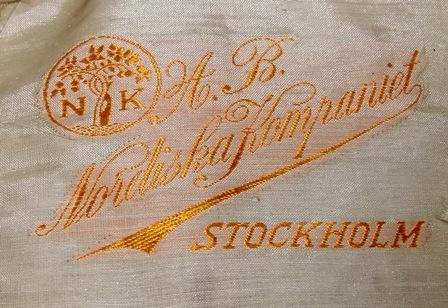 N K
A. B.
Nordiska Kompaniet
STOCKHOLM